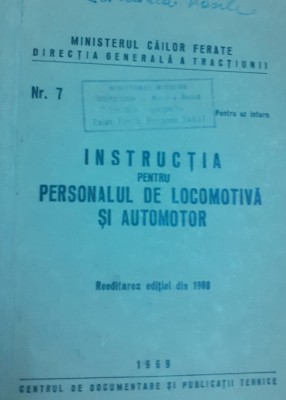 MINISTERUL CĂILOR FERATE
DIRECȚIA GENERALĂ A TRACȚIUNII
Nr. 7
Pentru uz intern
INSTRUCȚIA
PENTRU
PERSONALUL DE LOCOMOTIVĂ
ȘI AUTOMOTOR
Reeditarea ediției din
1969
CENTRUL DE DOCUMENTARE ȘI PUBLICAȚII TEHNICE